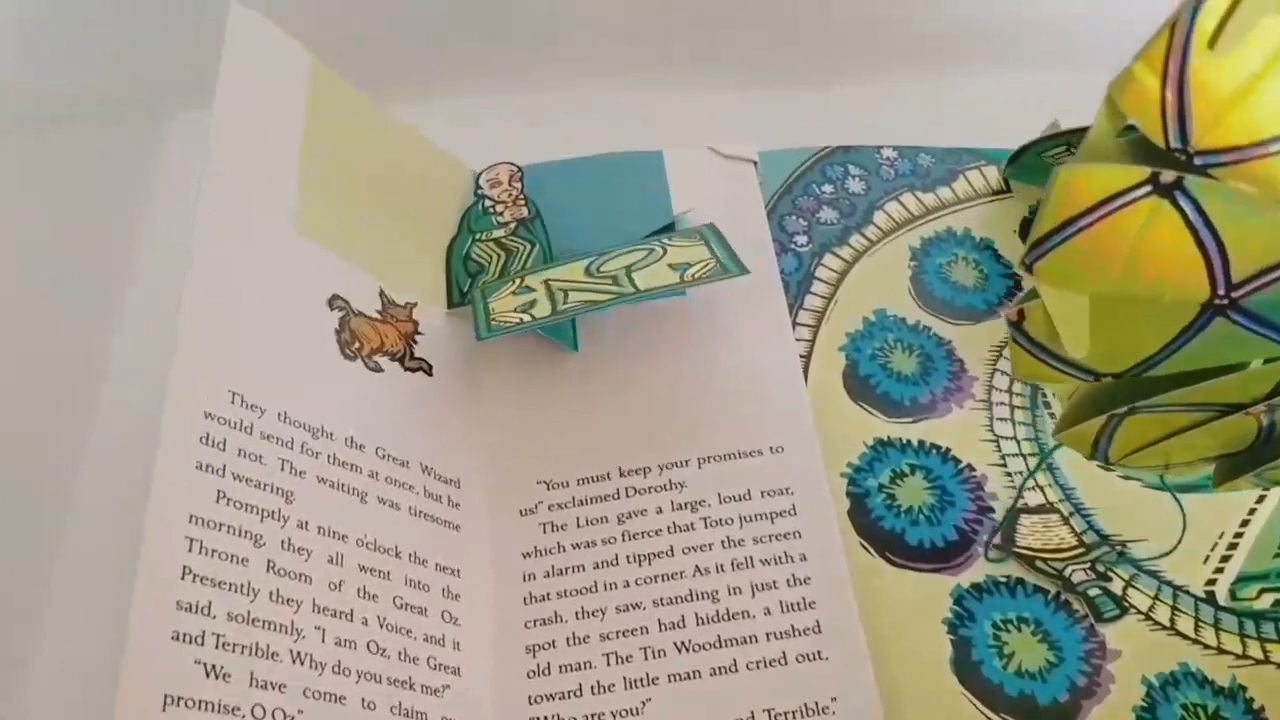 They thought the Great Wizard
would send for them at once, but he
did not. The waiting was tiresome
and wearing.
Promptly at nine o'clock the next
morning, they all went into the
Throne Room of the Great Oz.
Presently they heard a Voice, and it
said, solemnly, "I am Oz, the Great
and Terrible. Why do you seek me?"
"We have come to claim
promise, O Oz."
"You must keep your promises to
us!" exclaimed Dorothy.
The Lion gave a large, loud roar,
which was so fierce that Toto jumped
in alarm and tipped over the screen
that stood in a corner. As it fell with a
crash, they saw, standing in just the
spot the screen had hidden, a little
old man. The Tin Woodman rushed
toward the little man and cried out,
"Who are you?"
Terrible,"